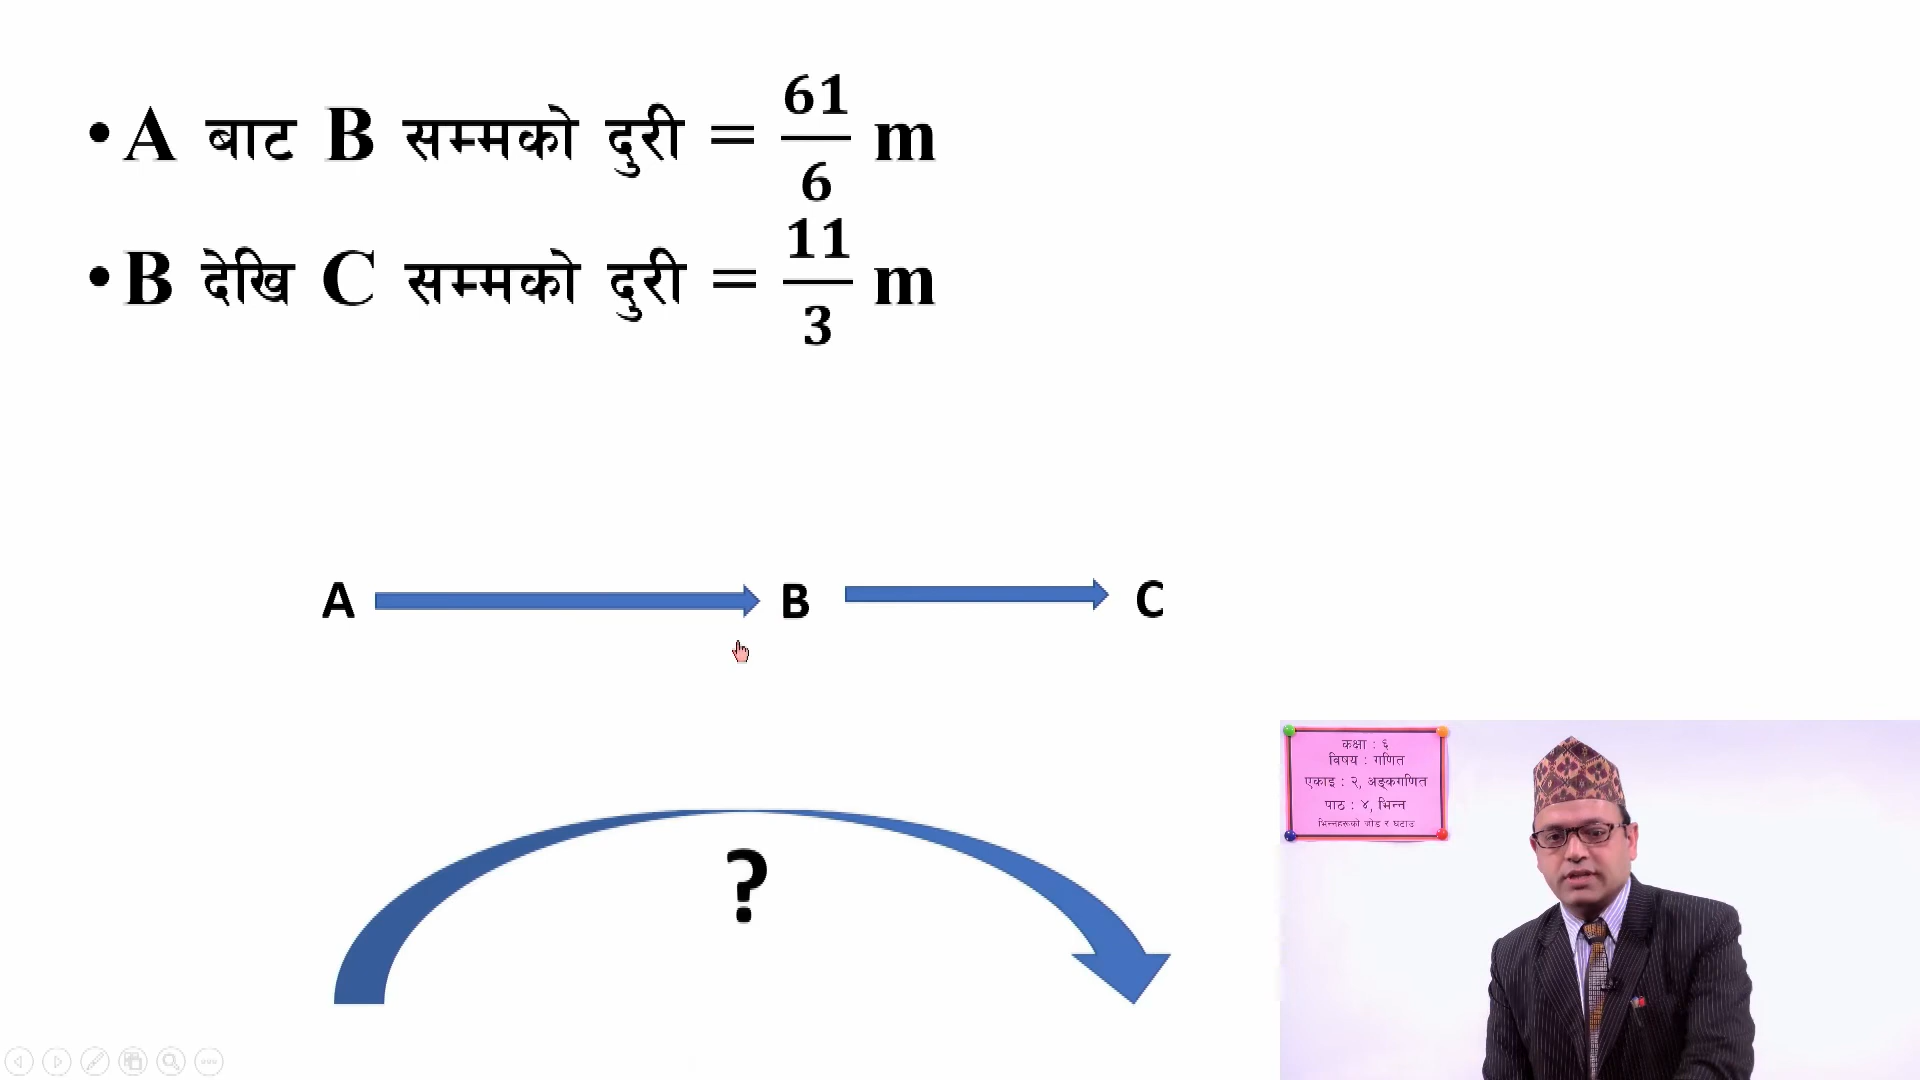 • A बाट B सम्मको दुरी = 61/6 m
• B देखि C सम्मको दुरी = 11/3 m
A B C
?
कक्षा : ६
विषय : गणित
एकाइ : २, अङ्कगणित
पाठ : ४, भिन्न
भिन्नहरूको जोड र घटाउ